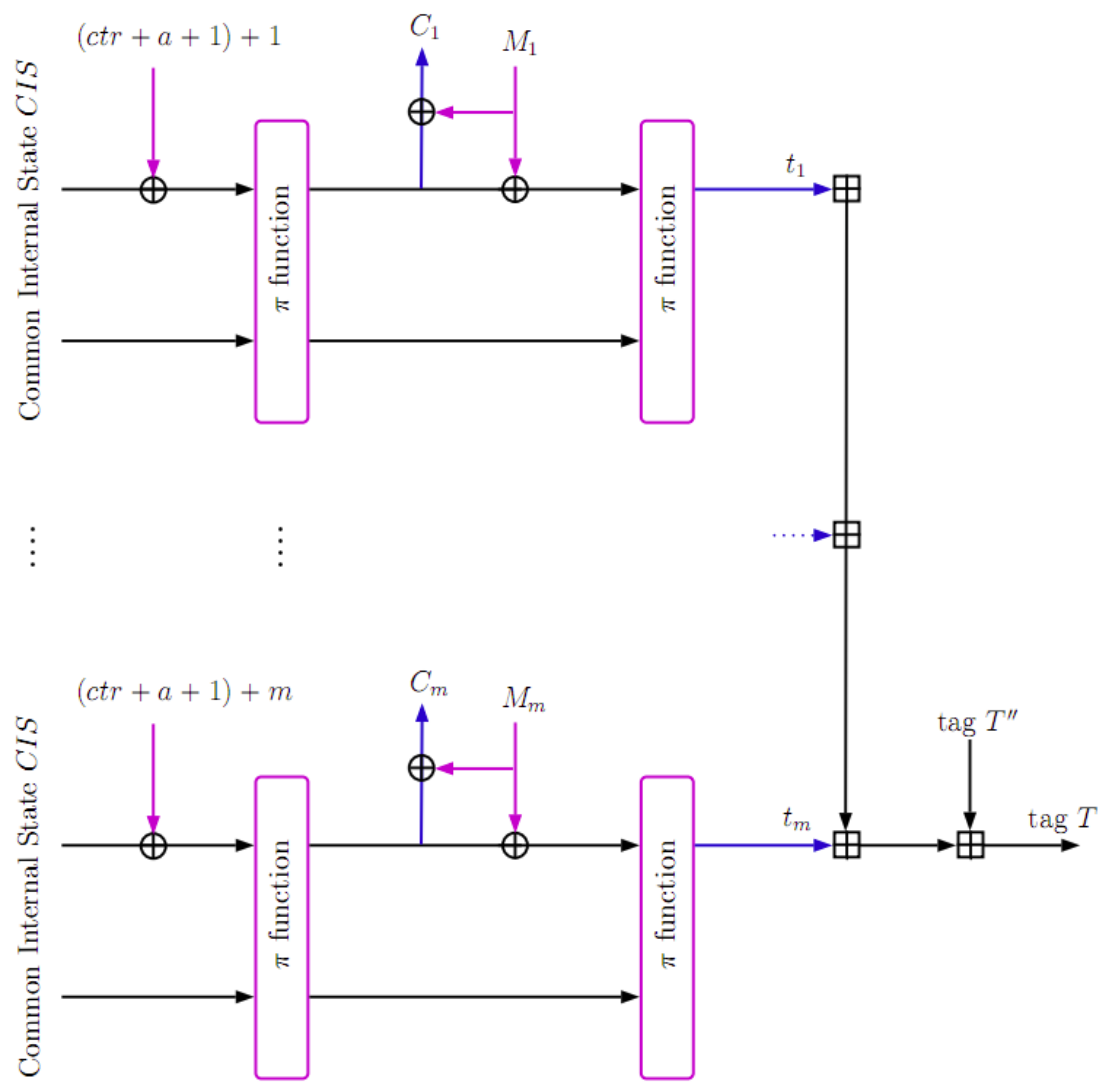 (ctr + a + 1) + 1
C₁
M₁
Common Internal State CIS
π function
π function
t₁
(ctr + a + 1) + m
Cₘ
Mₘ
Common Internal State CIS
π function
π function
tₘ
tag T″
tag T